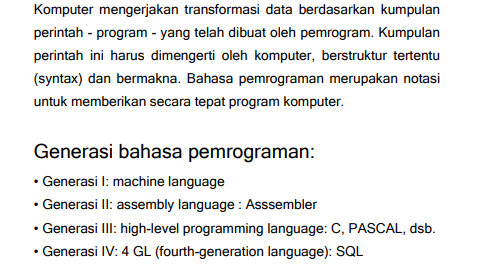 Komputer mengerjakan transformasi data berdasarkan kumpulan
perintah - program - yang telah dibuat oleh pemrogram. Kumpulan
perintah ini harus dimengerti oleh komputer, berstruktur tertentu
(syntax) dan bermakna. Bahasa pemrograman merupakan notasi
untuk memberikan secara tepat program komputer.
Generasi bahasa pemrograman:
• Generasi I: machine language
• Generasi II: assembly language : Asssembler
• Generasi III: high-level programming language: C, PASCAL, dsb.
• Generasi IV: 4 GL (fourth-generation language): SQL